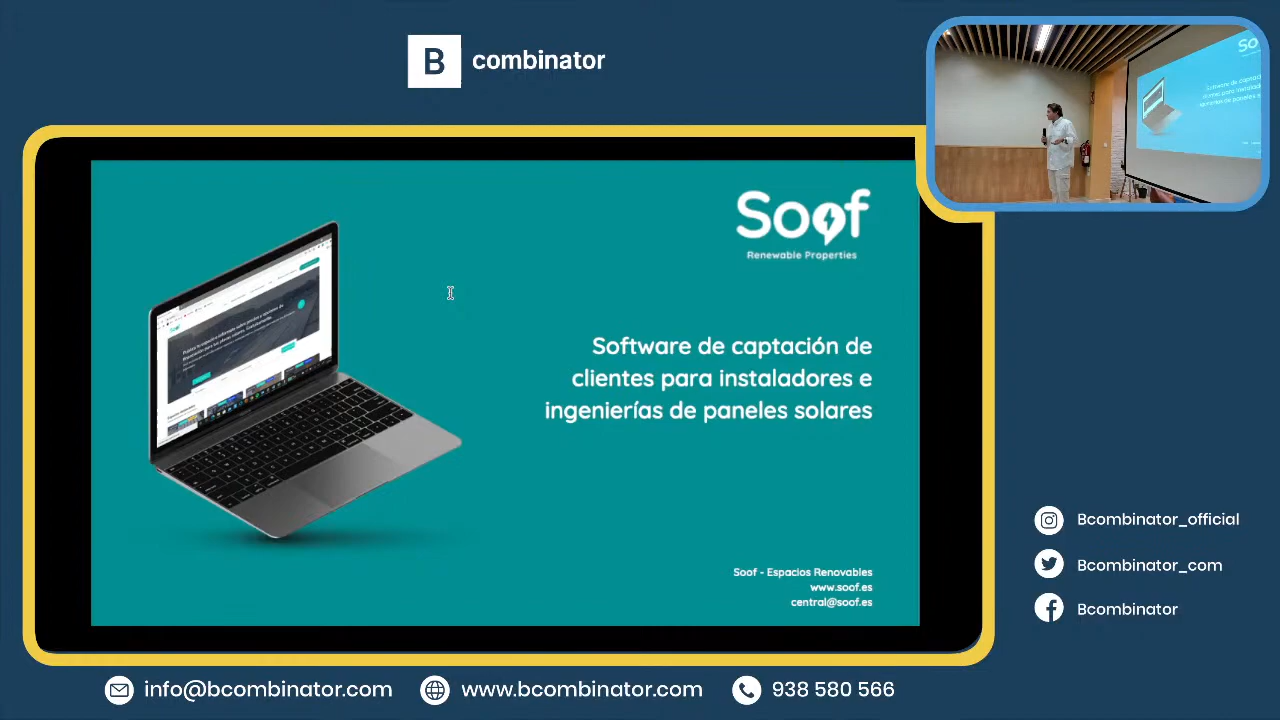 B combinator
Soof
Renewable Properties
Software de captación de
clientes para instaladores e
ingenierías de paneles solares
Soof - Espacios Renovables
www.soof.es
central@soof.es
Bcombinator_official
Bcombinator_com
Bcombinator
info@bcombinator.com
www.bcombinator.com
938 580 566